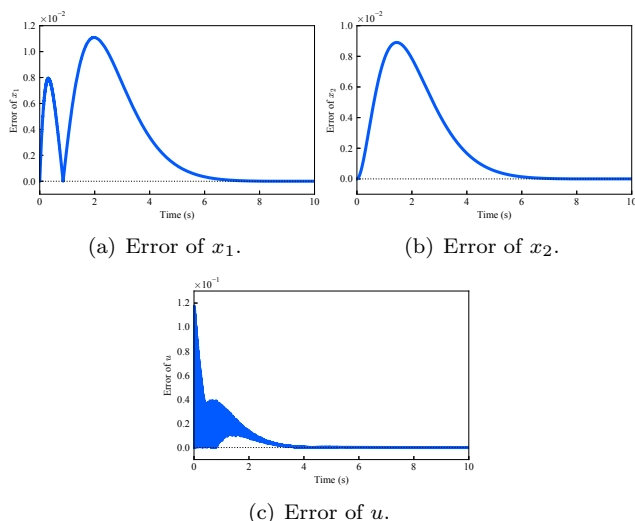 ×10⁻²
1.2
1.0
0.8
0.6
0.4
0.2
0.0
Error of x₁
0 2 4 6 8 10
Time (s)
(a) Error of x₁.
×10⁻²
1.0
0.8
0.6
0.4
0.2
0.0
Error of x₂
0 2 4 6 8 10
Time (s)
(b) Error of x₂.
×10⁻¹
1.2
1.0
0.8
0.6
0.4
0.2
0.0
Error of u
0 2 4 6 8 10
Time (s)
(c) Error of u.